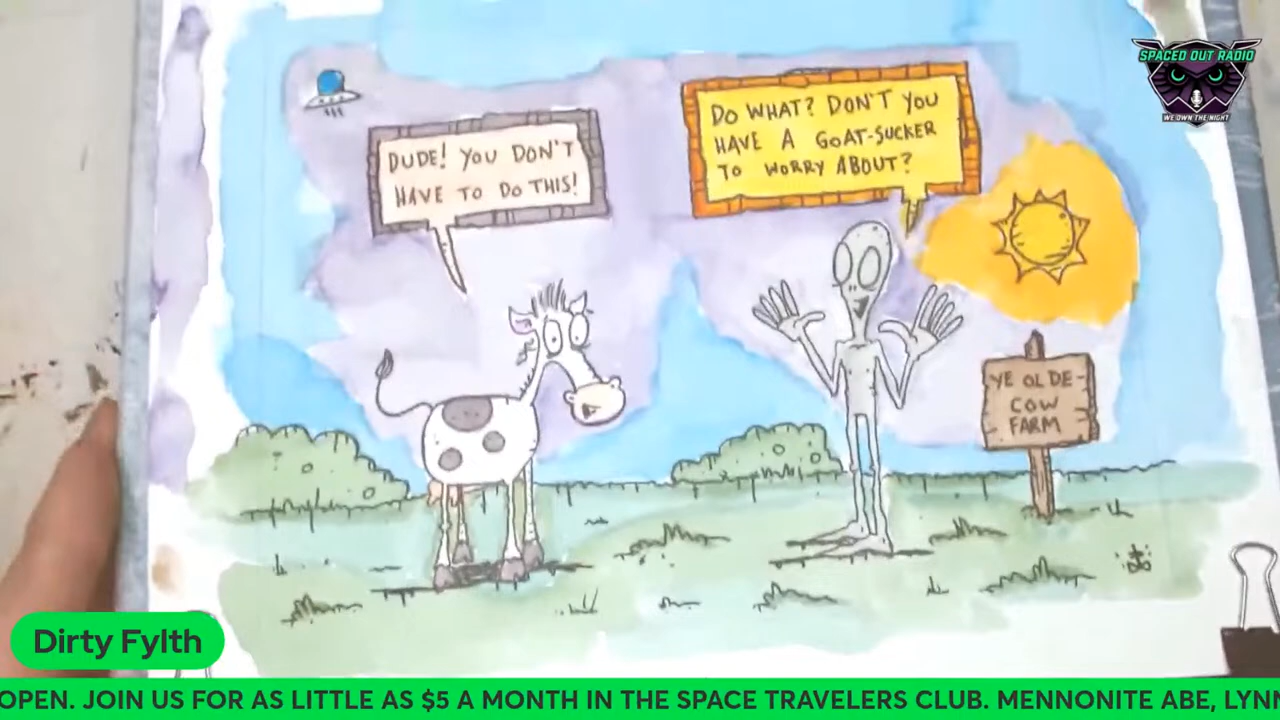 SPACED OUT RADIO
WE OWN THE NIGHT
DUDE! YOU DON'T
HAVE TO DO THIS!
DO WHAT? DON'T YOU
HAVE A GOAT-SUCKER
TO WORRY ABOUT?
YE OLDE-
COW
FARM
Dirty Fylth
OPEN. JOIN US FOR AS LITTLE AS $5 A MONTH IN THE SPACE TRAVELERS CLUB. MENNONITE ABE, LYNN